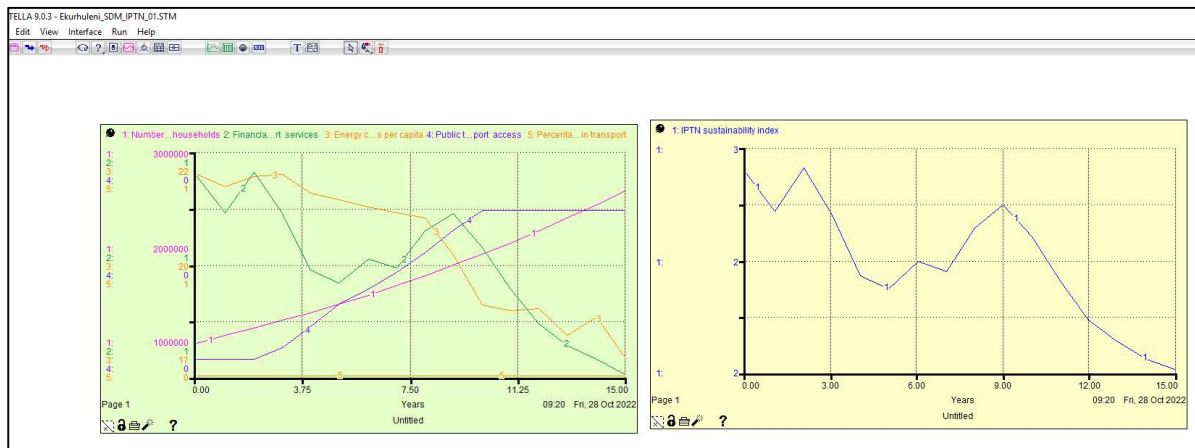 TELLA 9.0.3 - Ekurhuleni_SDM_IPTN_01.STM
Edit View Interface Run Help
1: Number...households 2: Financia...rt services 3: Energy c...s per capita 4: Public t...port access 5: Percenta...in transport
1: 3000000
2: 1
3: 22
4: 0
5: 1
1: 2000000
2: 1
3: 20
4: 0
5: 1
1: 1000000
2: 1
3: 17
4: 0
5: 0
0.00 3.75 7.50 11.25 15.00
Page 1 Years 09:20 Fri, 28 Oct 2022
Untitled
?
1: IPTN sustainability index
1: 3
1: 2
1: 2
0.00 3.00 6.00 9.00 12.00 15.00
Page 1 Years 09:20 Fri, 28 Oct 2022
Untitled
?